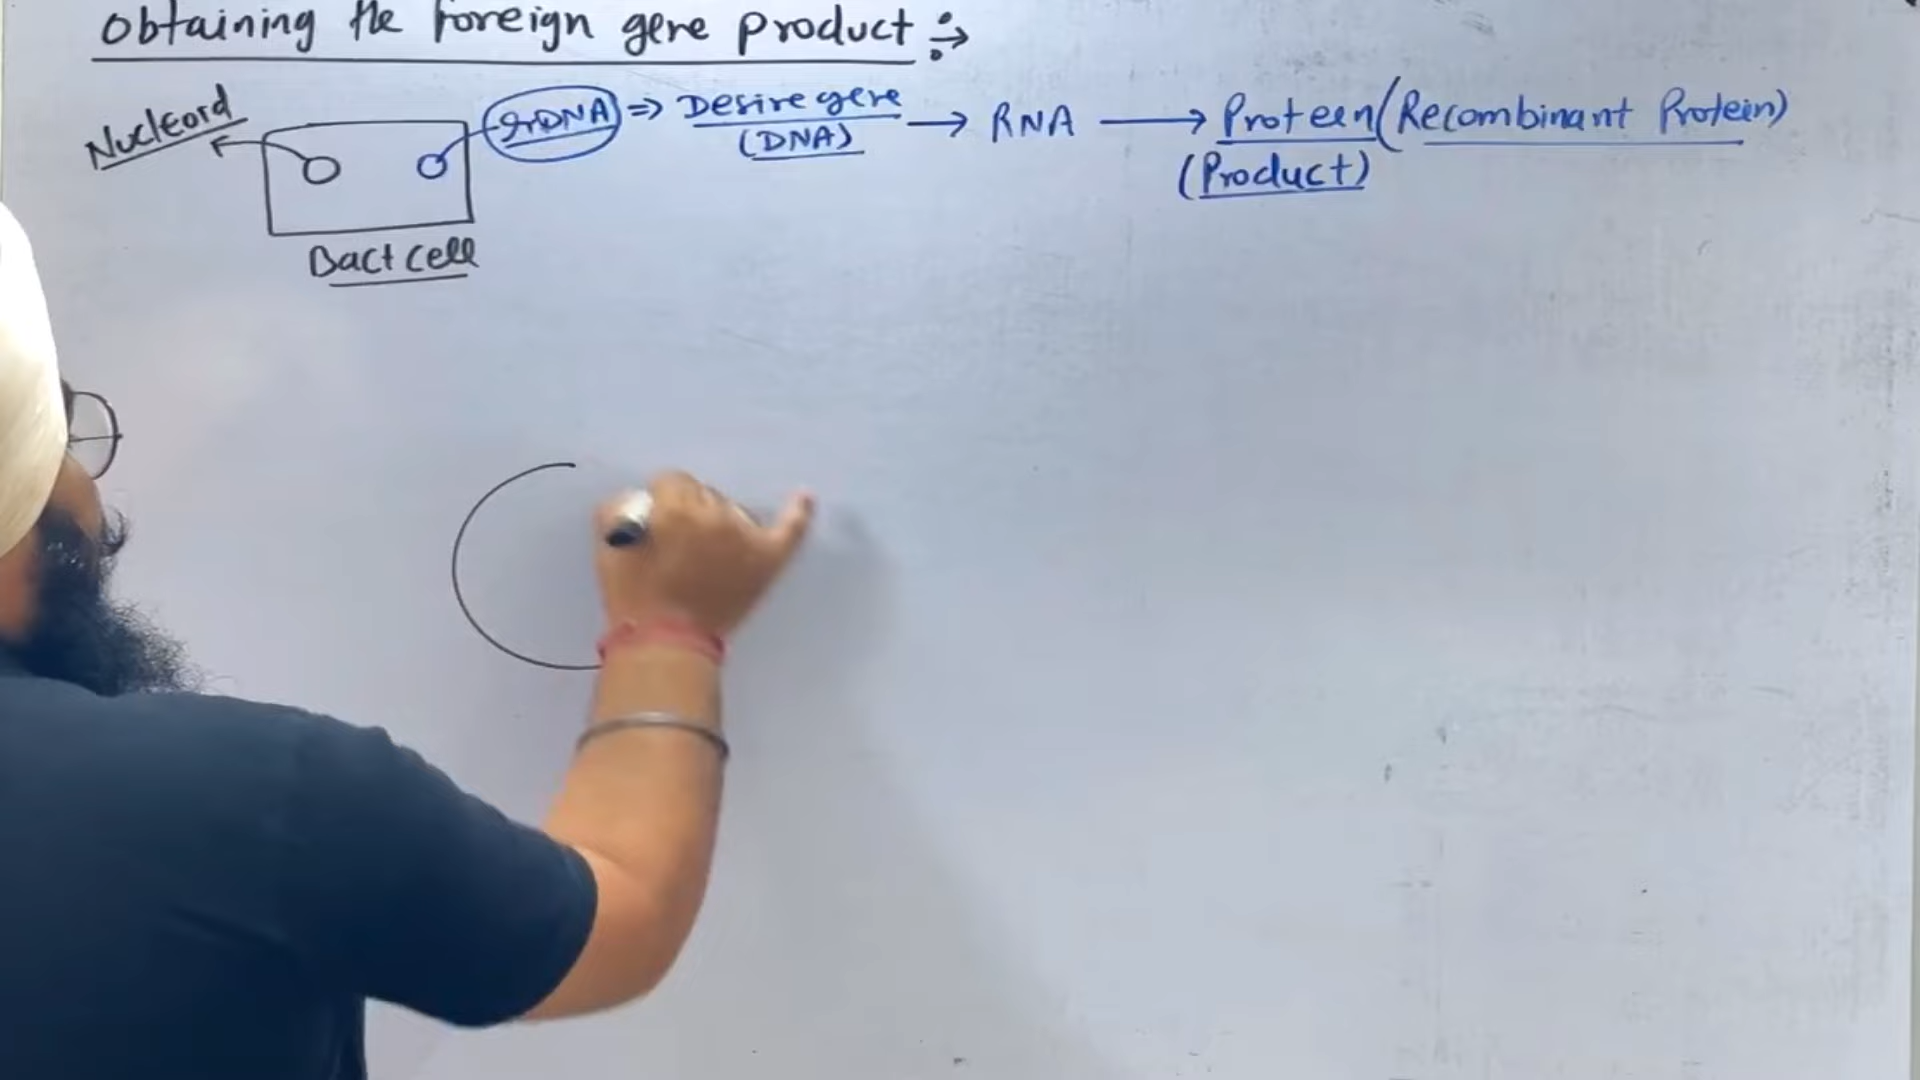 Obtaining the foreign gene product :→
Nucleoid
rDNA ⇒ Desire gene → RNA → Protein (Recombinant Protein)
(DNA)
(Product)
Bact cell